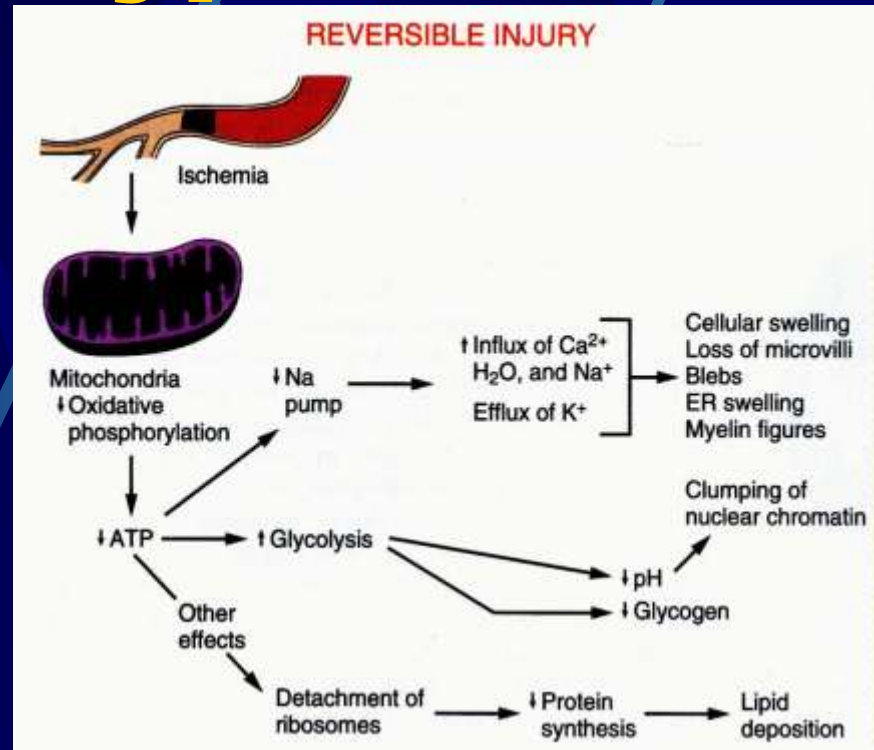 REVERSIBLE INJURY
Ischemia
Mitochondria
↓Oxidative
phosphorylation
↓Na
pump
↑Influx of Ca²⁺
H₂O, and Na⁺
Efflux of K⁺
Cellular swelling
Loss of microvilli
Blebs
ER swelling
Myelin figures
Clumping of
nuclear chromatin
↓ATP
↑Glycolysis
↓pH
↓Glycogen
Other
effects
Detachment of
ribosomes
↓Protein
synthesis
Lipid
deposition